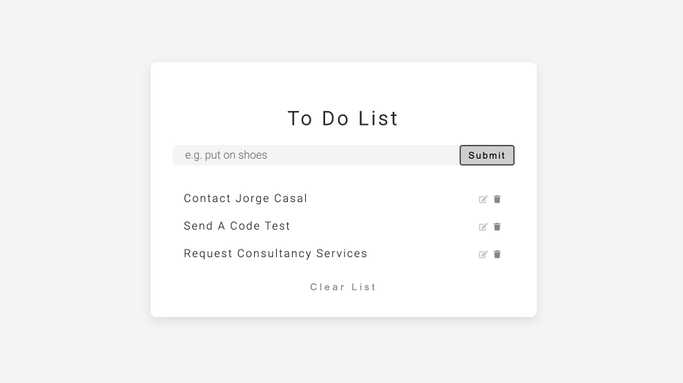 To Do List
e.g. put on shoes
Submit
Contact Jorge Casal
Send A Code Test
Request Consultancy Services
Clear List